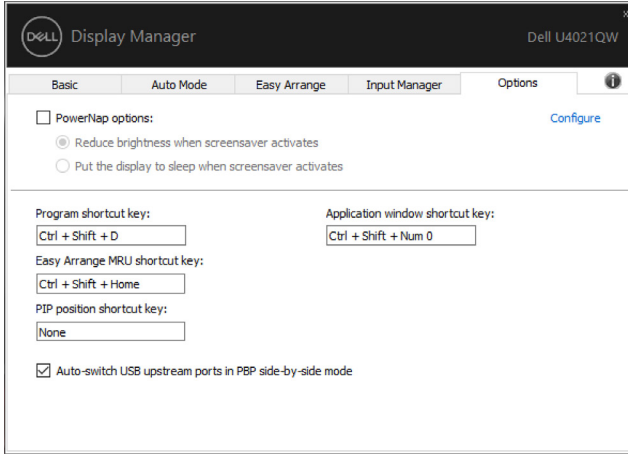 DELL Display Manager
Dell U4021QW
Basic Auto Mode Easy Arrange Input Manager Options
PowerNap options:
Configure
Reduce brightness when screensaver activates
Put the display to sleep when screensaver activates
Program shortcut key:
Application window shortcut key:
Ctrl + Shift + D
Ctrl + Shift + Num 0
Easy Arrange MRU shortcut key:
Ctrl + Shift + Home
PIP position shortcut key:
None
Auto-switch USB upstream ports in PBP side-by-side mode